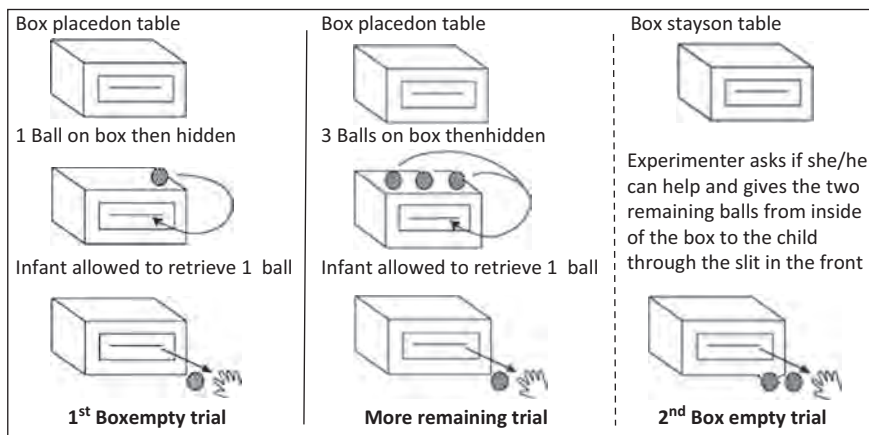 Box placedon table
1 Ball on box then hidden
Infant allowed to retrieve 1 ball
1st Boxempty trial
Box placedon table
3 Balls on box thenhidden
Infant allowed to retrieve 1 ball
More remaining trial
Box stayson table
Experimenter asks if she/he
can help and gives the two
remaining balls from inside
of the box to the child
through the slit in the front
2nd Box empty trial